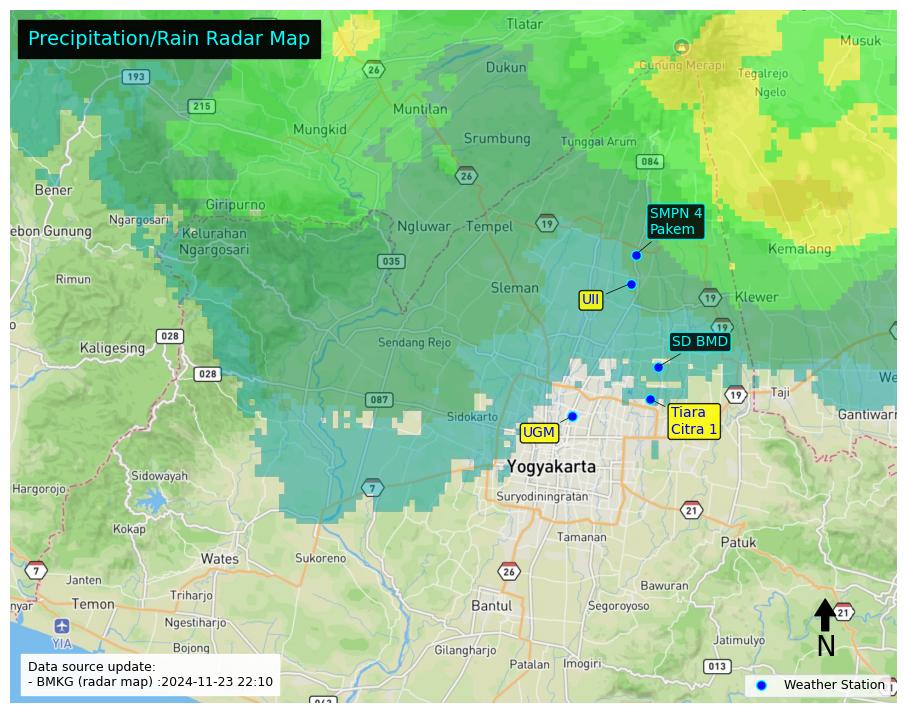 Precipitation/Rain Radar Map
Tlatar
Musuk
193
26
Dukun
Gunung Merapi
Tegalrejo
Ngelo
215
Muntilan
Mungkid
Srumbung
Tunggal Arum
084
26
Bener
Giripurno
SMPN 4
Pakem
Ngargosari
Ngluwar
Tempel
19
ebon Gunung
Kelurahan
Ngargosari
Kemalang
035
Rimun
Sleman
UII
19
Klewer
19
028
Sendang Rejo
SD BMD
Kaligesing
028
We
087
19
Taji
Sidokarto
Tiara
Citra 1
Gantiwarn
UGM
Yogyakarta
Sidowayah
Hargorojo
7
Suryodiningratan
21
Kokap
Tamanan
Patuk
Wates
Sukoreno
7
26
Janten
Bawuran
Triharjo
nyar
Temon
Bantul
Segoroyoso
21
Ngestiharjo
YIA
Jatimulyo
N
Bojong
Gilangharjo
Patalan
Imogiri
013
Data source update:
- BMKG (radar map) :2024-11-23 22:10
Weather Station